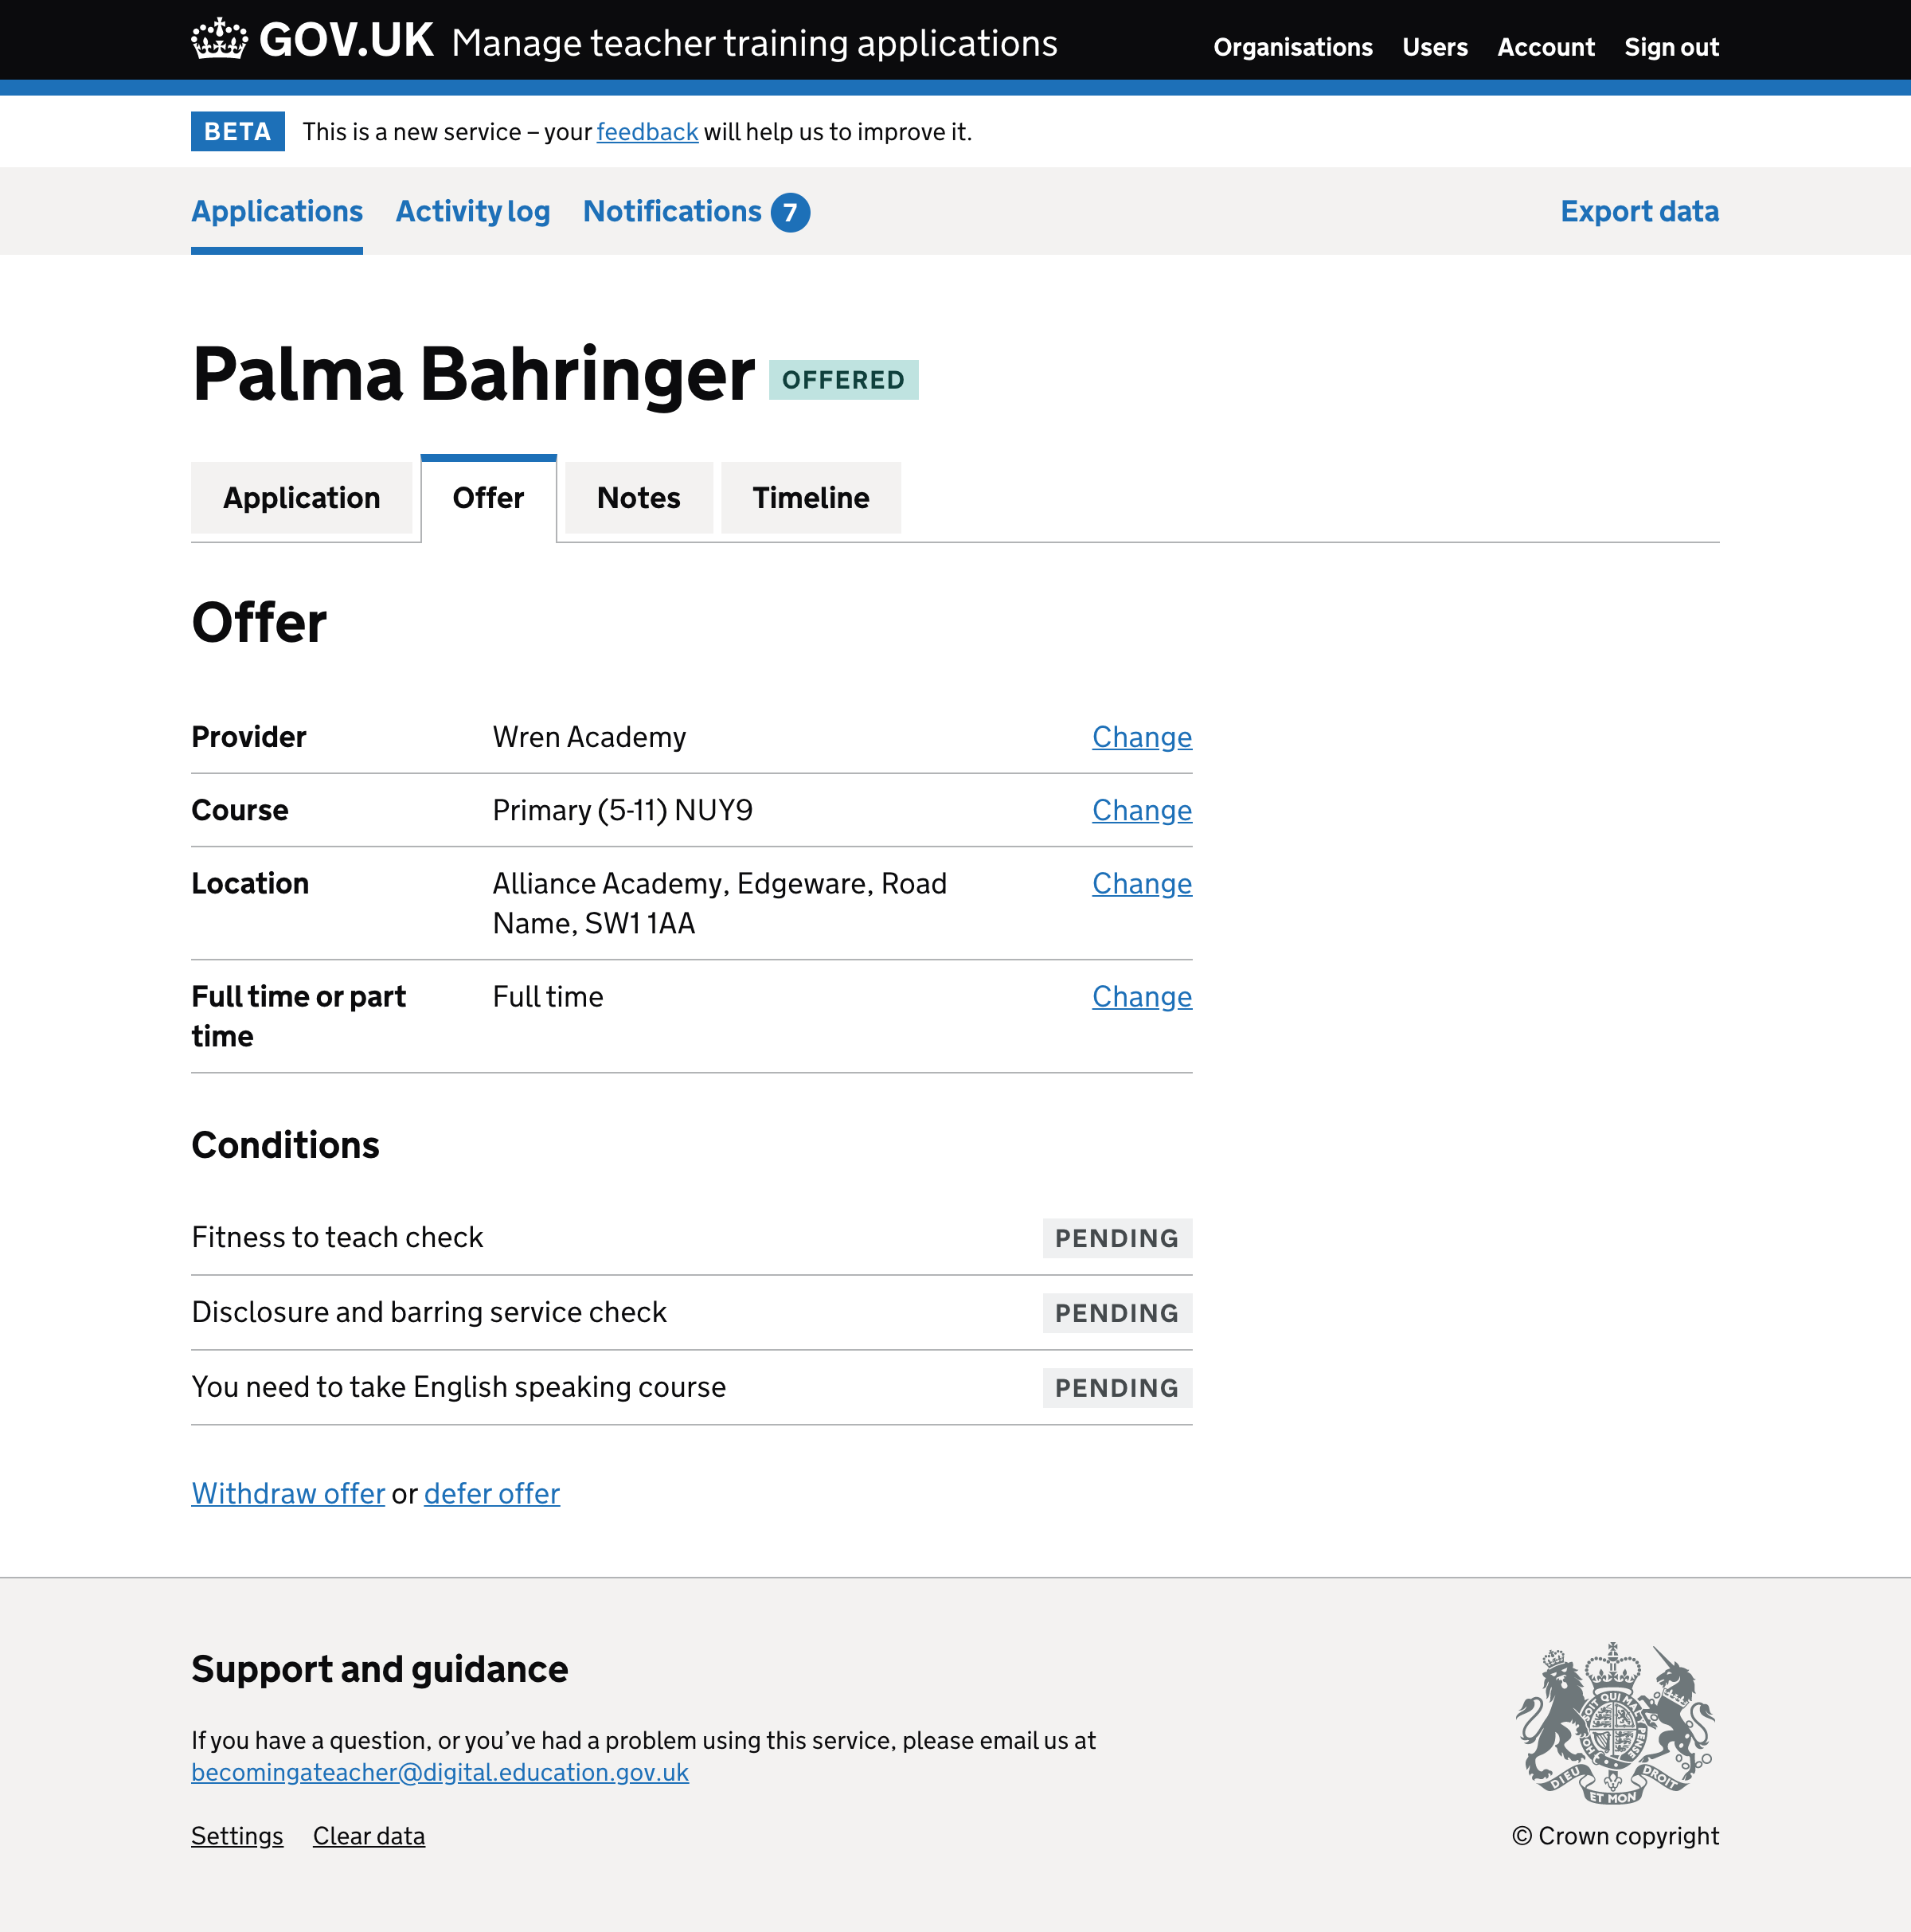 GOV.UK Manage teacher training applications
Organisations Users Account Sign out
BETA This is a new service – your feedback will help us to improve it.
Applications Activity log Notifications 7 Export data
Palma Bahringer OFFERED
Application Offer Notes Timeline
Offer
Provider Wren Academy Change
Course Primary (5-11) NUY9 Change
Location Alliance Academy, Edgeware, Road Change
Name, SW1 1AA
Full time or part Full time Change
time
Conditions
Fitness to teach check PENDING
Disclosure and barring service check PENDING
You need to take English speaking course PENDING
Withdraw offer or defer offer
Support and guidance
If you have a question, or you’ve had a problem using this service, please email us at
becomingateacher@digital.education.gov.uk
Settings Clear data
SOIT QUI MAL Y PENSE
DIEU ET MON DROIT
© Crown copyright